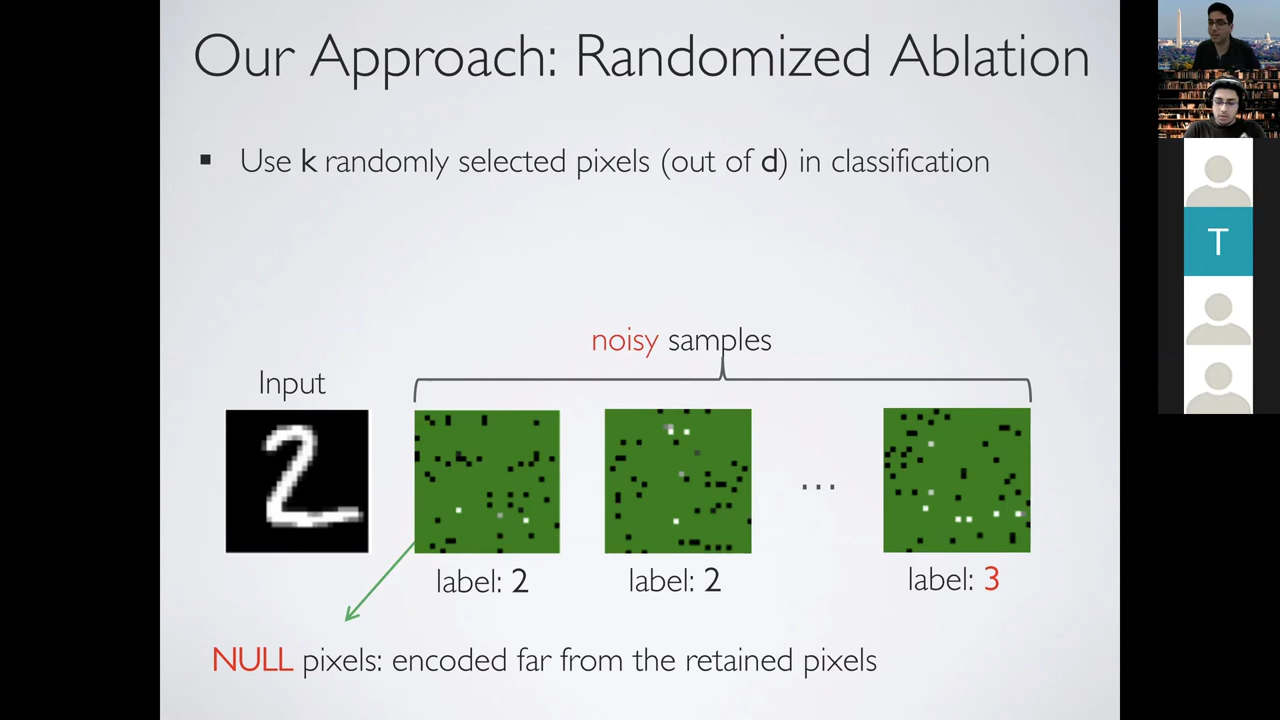 Our Approach: Randomized Ablation
▪ Use k randomly selected pixels (out of d) in classification
noisy samples
Input
...
label: 2
label: 2
label: 3
NULL pixels: encoded far from the retained pixels
T